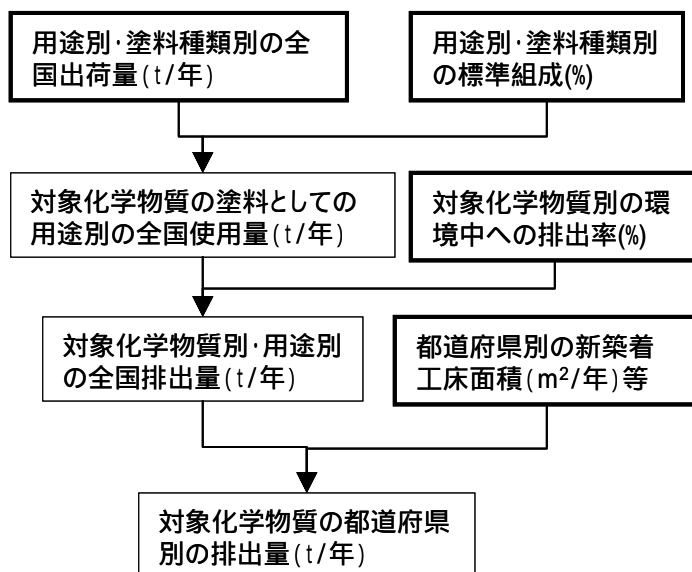 用途別・塗料種類別の全
国出荷量(t/年)
用途別・塗料種類別
の標準組成(%)
対象化学物質の塗料としての
用途別の全国使用量(t/年)
対象化学物質別の環
境中への排出率(%)
対象化学物質別・用途別
の全国排出量(t/年)
都道府県別の新築着
工床面積(m²/年)等
対象化学物質の都道府県
別の排出量(t/年)